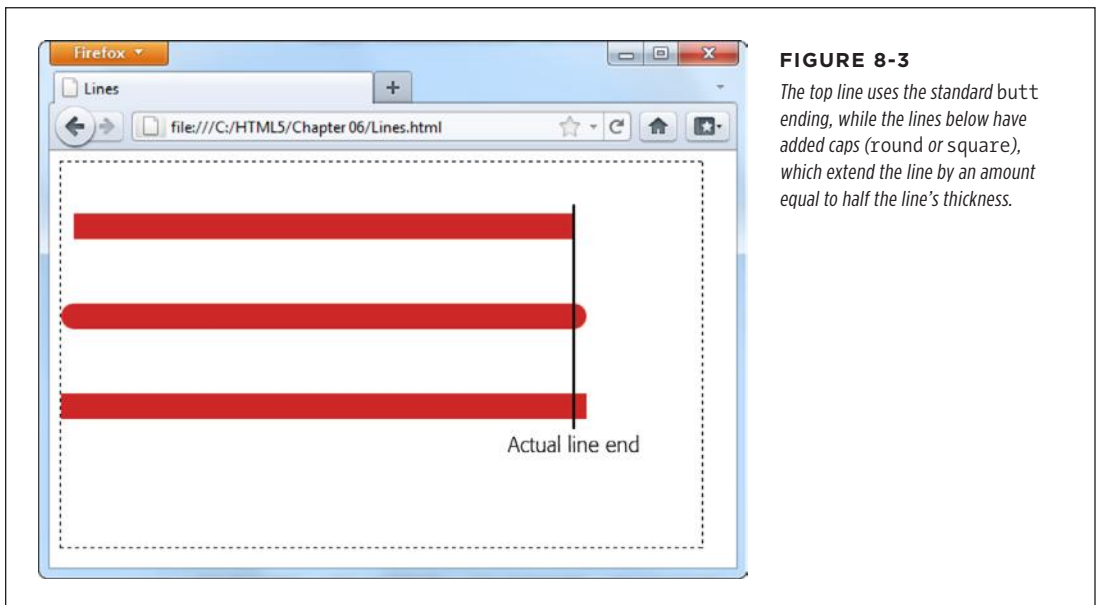 Firefox
Lines
file:///C:/HTML5/Chapter 06/Lines.html
Actual line end
FIGURE 8-3
The top line uses the standard butt
ending, while the lines below have
added caps (round or square),
which extend the line by an amount
equal to half the line’s thickness.